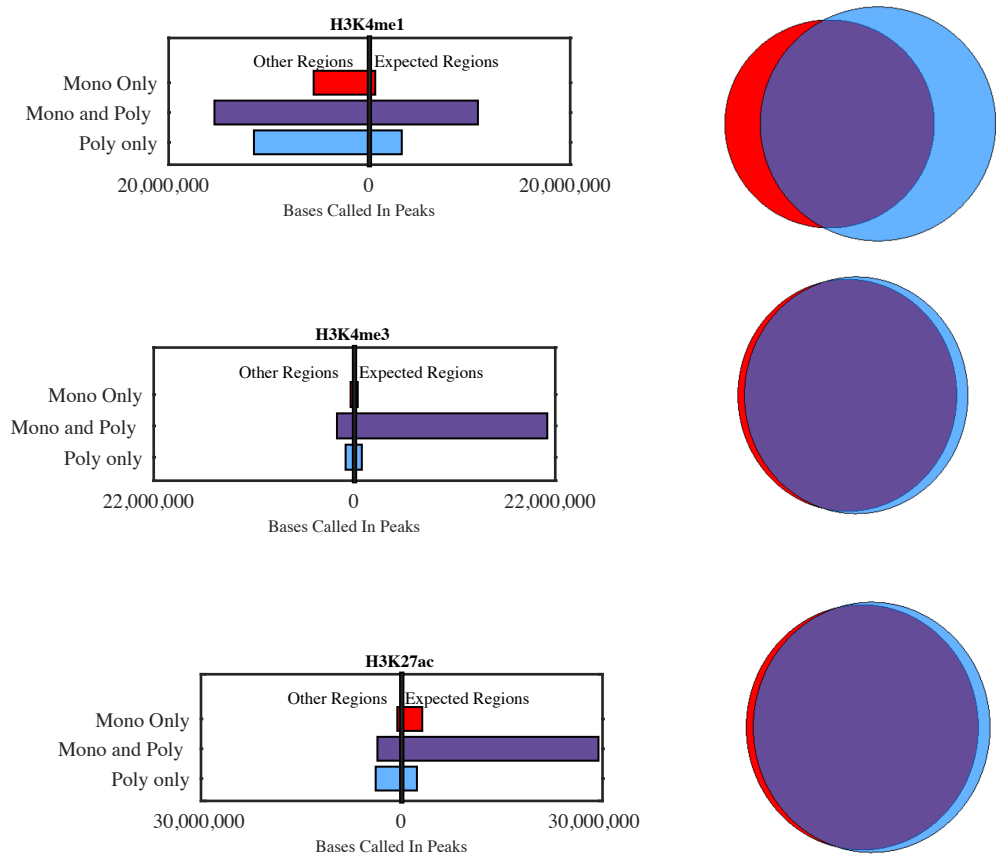 H3K4me1
Other Regions Expected Regions
Mono Only
Mono and Poly
Poly only
20,000,000 0 20,000,000
Bases Called In Peaks
H3K4me3
Other Regions Expected Regions
Mono Only
Mono and Poly
Poly only
22,000,000 0 22,000,000
Bases Called In Peaks
H3K27ac
Other Regions Expected Regions
Mono Only
Mono and Poly
Poly only
30,000,000 0 30,000,000
Bases Called In Peaks